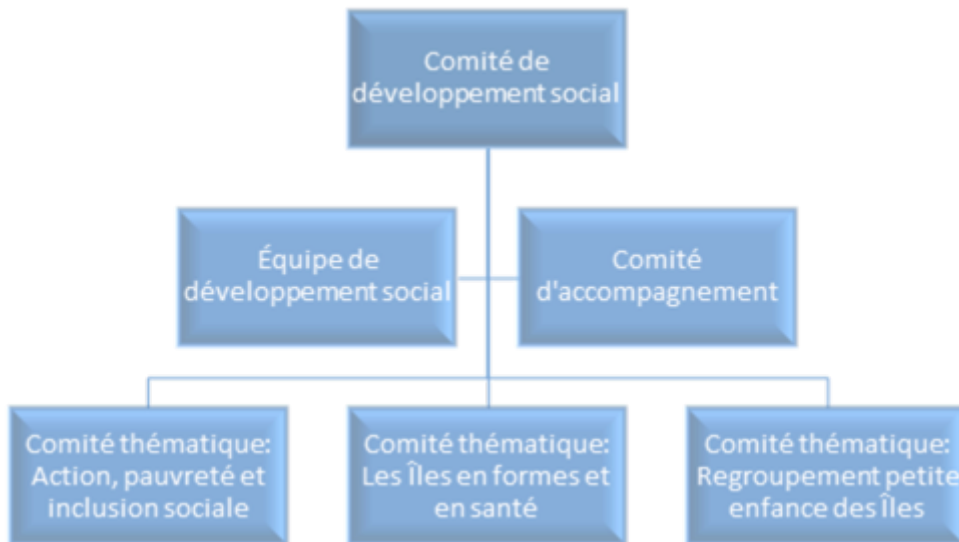 Comité de
développement social
Équipe de
développement social
Comité
d'accompagnement
Comité thématique:
Action, pauvreté et
inclusion sociale
Comité thématique:
Les Îles en formes et
en santé
Comité thématique:
Regroupement petite
enfance des Îles